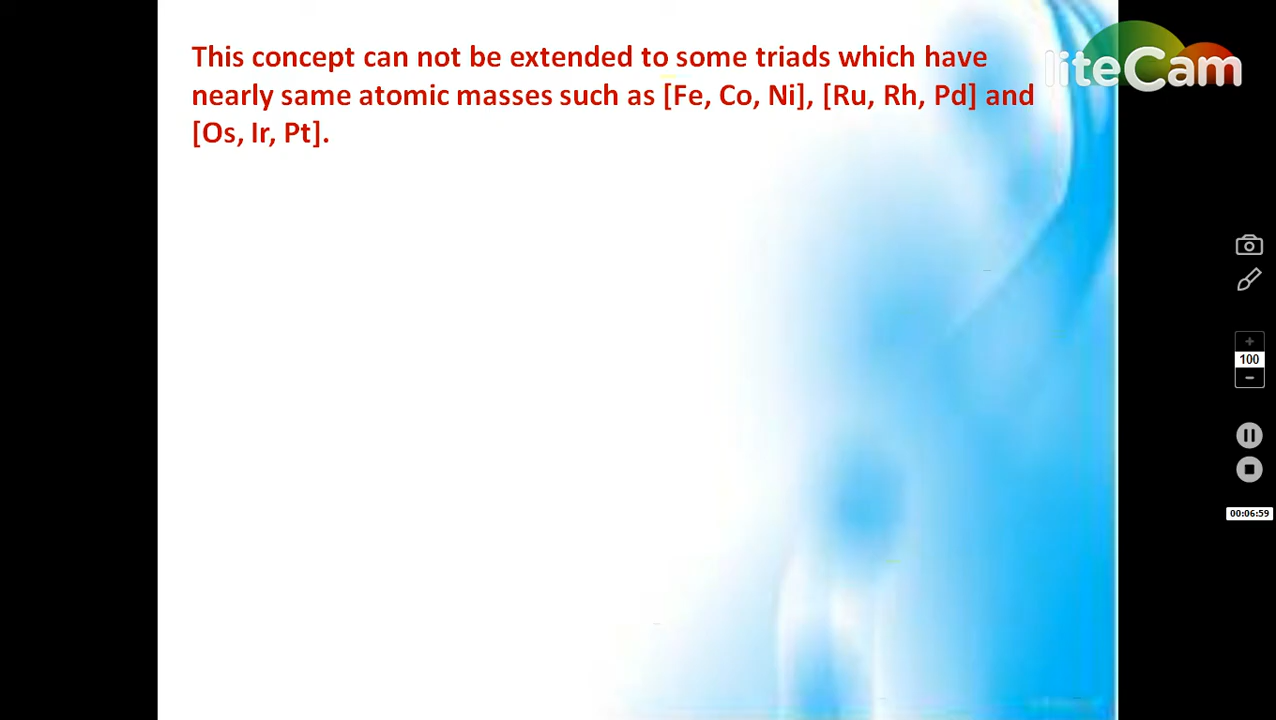 This concept can not be extended to some triads which have
nearly same atomic masses such as [Fe, Co, Ni], [Ru, Rh, Pd] and
[Os, Ir, Pt].
liteCam
100
00:06:59